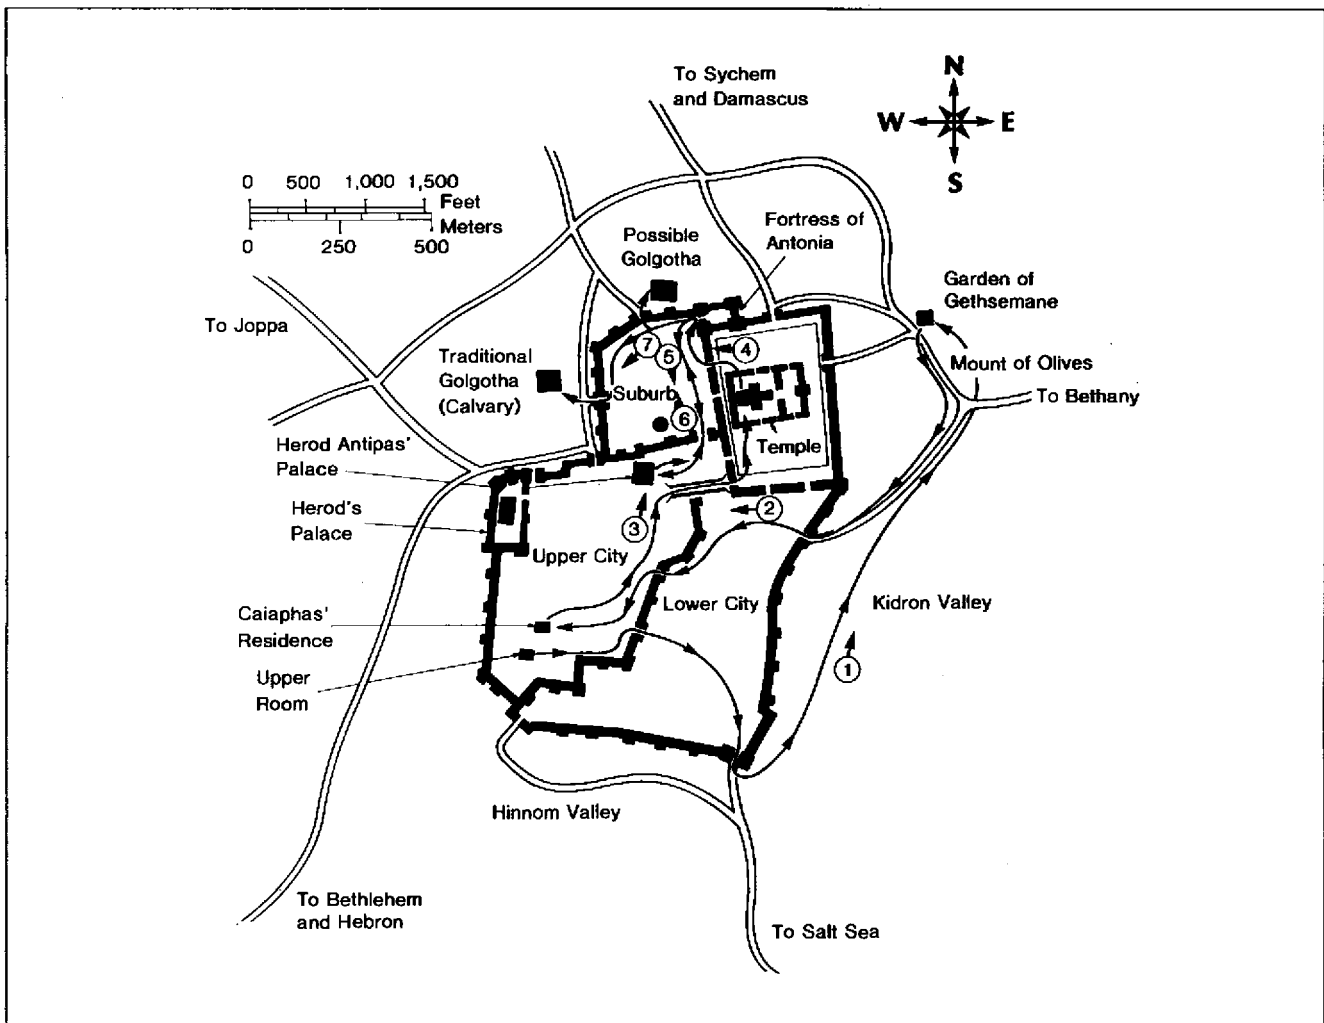 To Sychem
and Damascus
N
W E
S
0 500 1,000 1,500
Feet
Meters
0 250 500
Possible
Golgotha
Fortress of
Antonia
Garden of
Gethsemane
To Joppa
Traditional
Golgotha
(Calvary)
7
5
4
Mount of Olives
To Bethany
Suburb
6
Temple
Herod Antipas'
Palace
Herod's
Palace
3
2
Upper City
Lower City
Kidron Valley
Caiaphas'
Residence
Upper
Room
1
Hinnom Valley
To Bethlehem
and Hebron
To Salt Sea